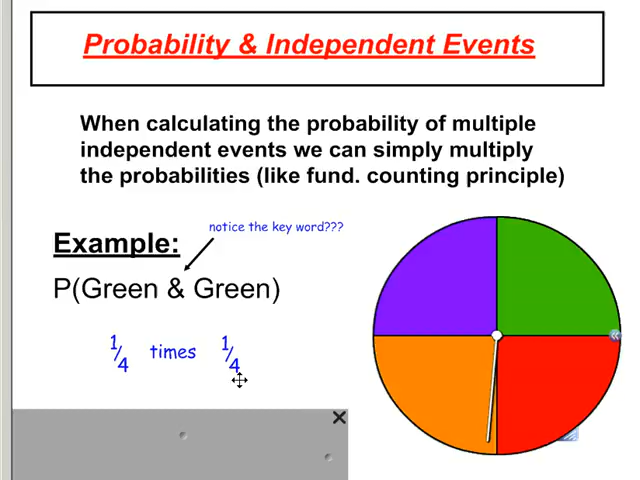 Probability & Independent Events
When calculating the probability of multiple
independent events we can simply multiply
the probabilities (like fund. counting principle)
notice the key word???
Example:
P(Green & Green)
1/4 times 1/4